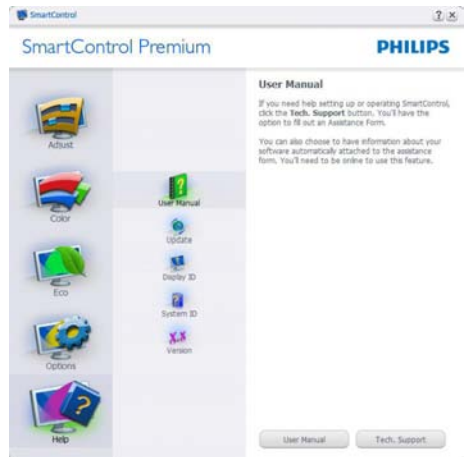 SmartControl
? ×
SmartControl Premium
PHILIPS
Adjust
Color
Eco
Options
Help
User Manual
Update
Display ID
System ID
Version
User Manual
If you need help setting up or operating SmartControl,
click the Tech. Support button. You'll have the
option to fill out an Assistance Form.
You can also choose to have information about your
software automatically attached to the assistance
form. You'll need to be online to use this feature.
User Manual
Tech. Support